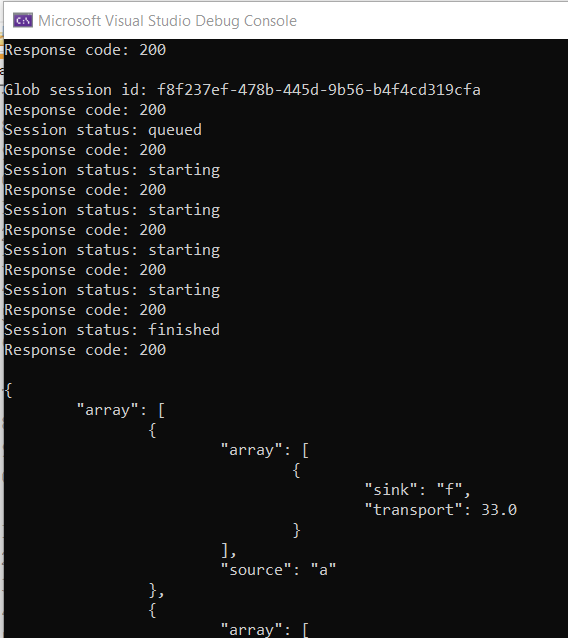 C:\ Microsoft Visual Studio Debug Console
Response code: 200
Glob session id: f8f237ef-478b-445d-9b56-b4f4cd319cfa
Response code: 200
Session status: queued
Response code: 200
Session status: starting
Response code: 200
Session status: starting
Response code: 200
Session status: starting
Response code: 200
Session status: starting
Response code: 200
Session status: finished
Response code: 200
{
	"array": [
		{
			"array": [
				{
					"sink": "f",
					"transport": 33.0
				}
			],
			"source": "a"
		},
		{
			"array": [